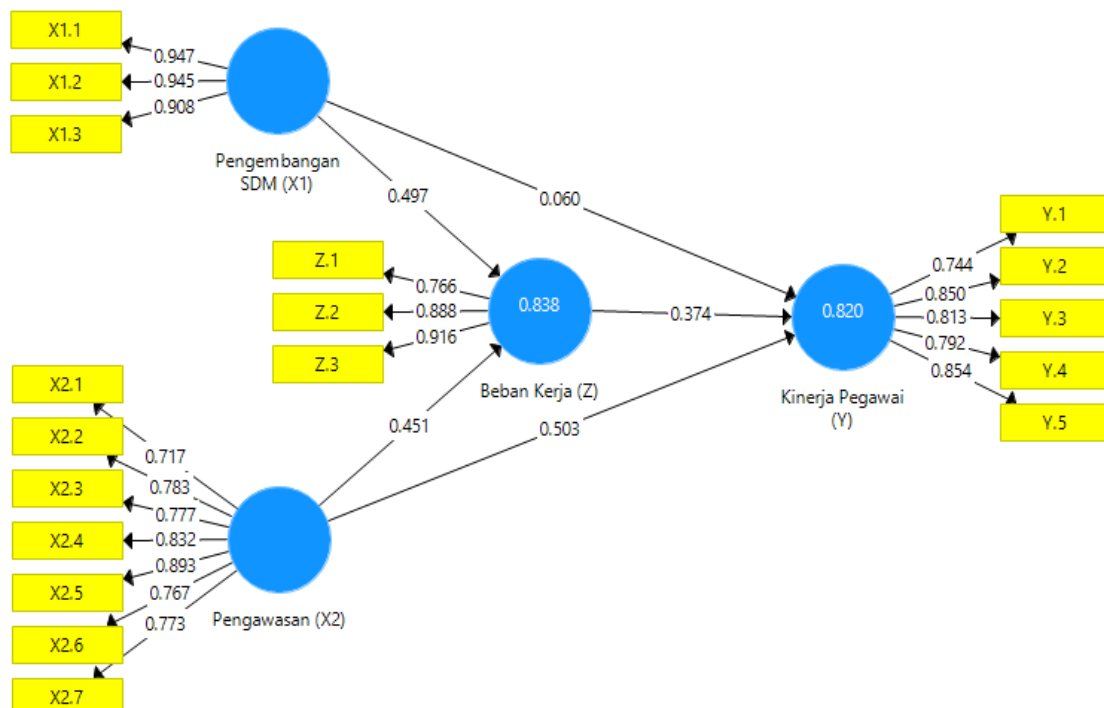 X1.1
0.947
X1.2
0.945
X1.3
0.908
Pengembangan
SDM (X1)
0.497
0.060
Z.1
0.766
Z.2
0.888
Z.3
0.916
0.838
Beban Kerja (Z)
0.374
0.820
Kinerja Pegawai
(Y)
Y.1
0.744
Y.2
0.850
Y.3
0.813
Y.4
0.792
Y.5
0.854
0.451
0.503
X2.1
0.717
X2.2
0.783
X2.3
0.777
X2.4
0.832
X2.5
0.893
X2.6
0.767
X2.7
0.773
Pengawasan (X2)